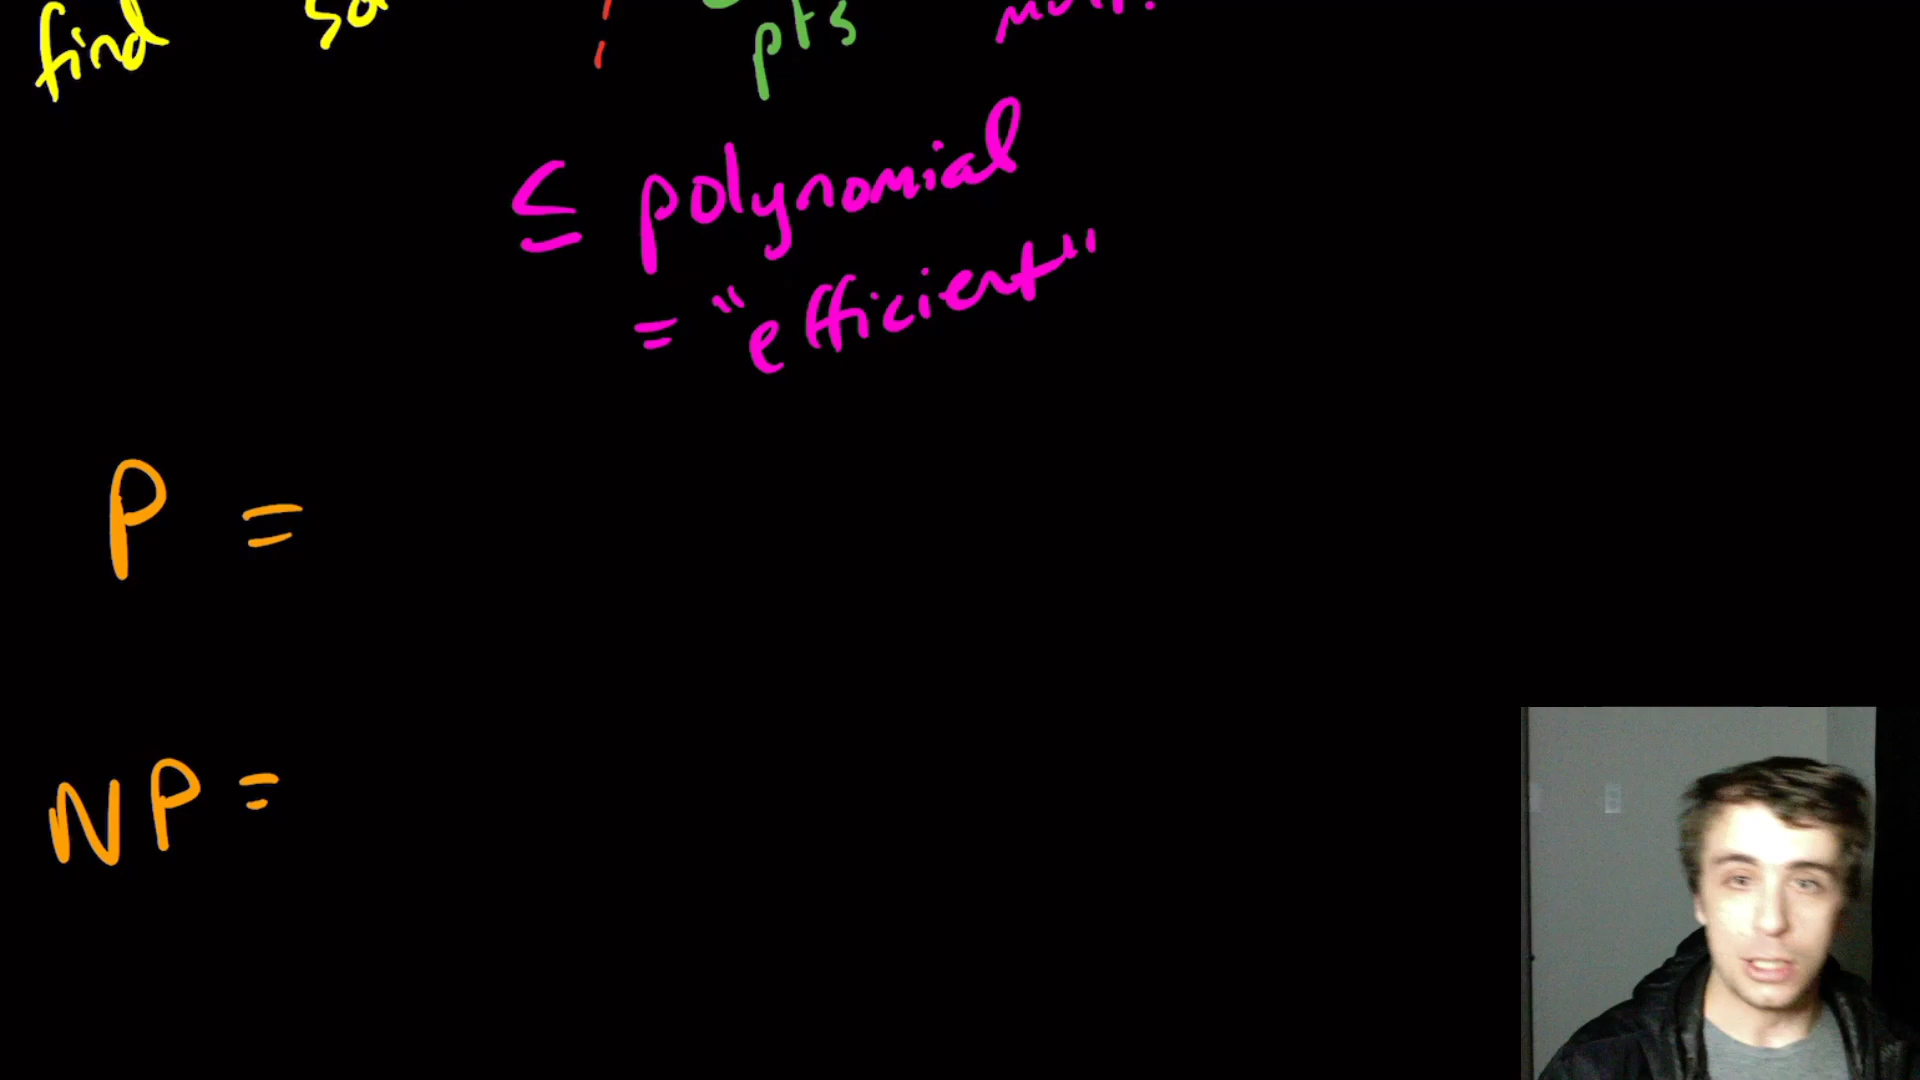 find
pts
≤ polynomial
= "efficient"
P =
NP =